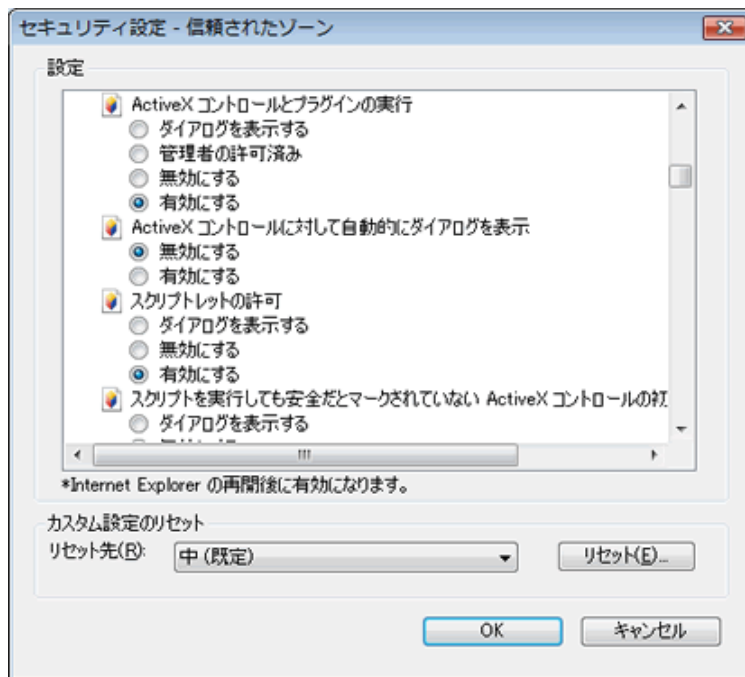 セキュリティ設定 - 信頼されたゾーン
設定
ActiveX コントロールとプラグインの実行
ダイアログを表示する
管理者の許可済み
無効にする
有効にする
ActiveX コントロールに対して自動的にダイアログを表示
無効にする
有効にする
スクリプトレットの許可
ダイアログを表示する
無効にする
有効にする
スクリプトを実行しても安全だとマークされていない ActiveX コントロールの初
ダイアログを表示する
*Internet Explorer の再開後に有効になります。
カスタム設定のリセット
リセット先(R):
中 (既定)
リセット(E)...
OK
キャンセル